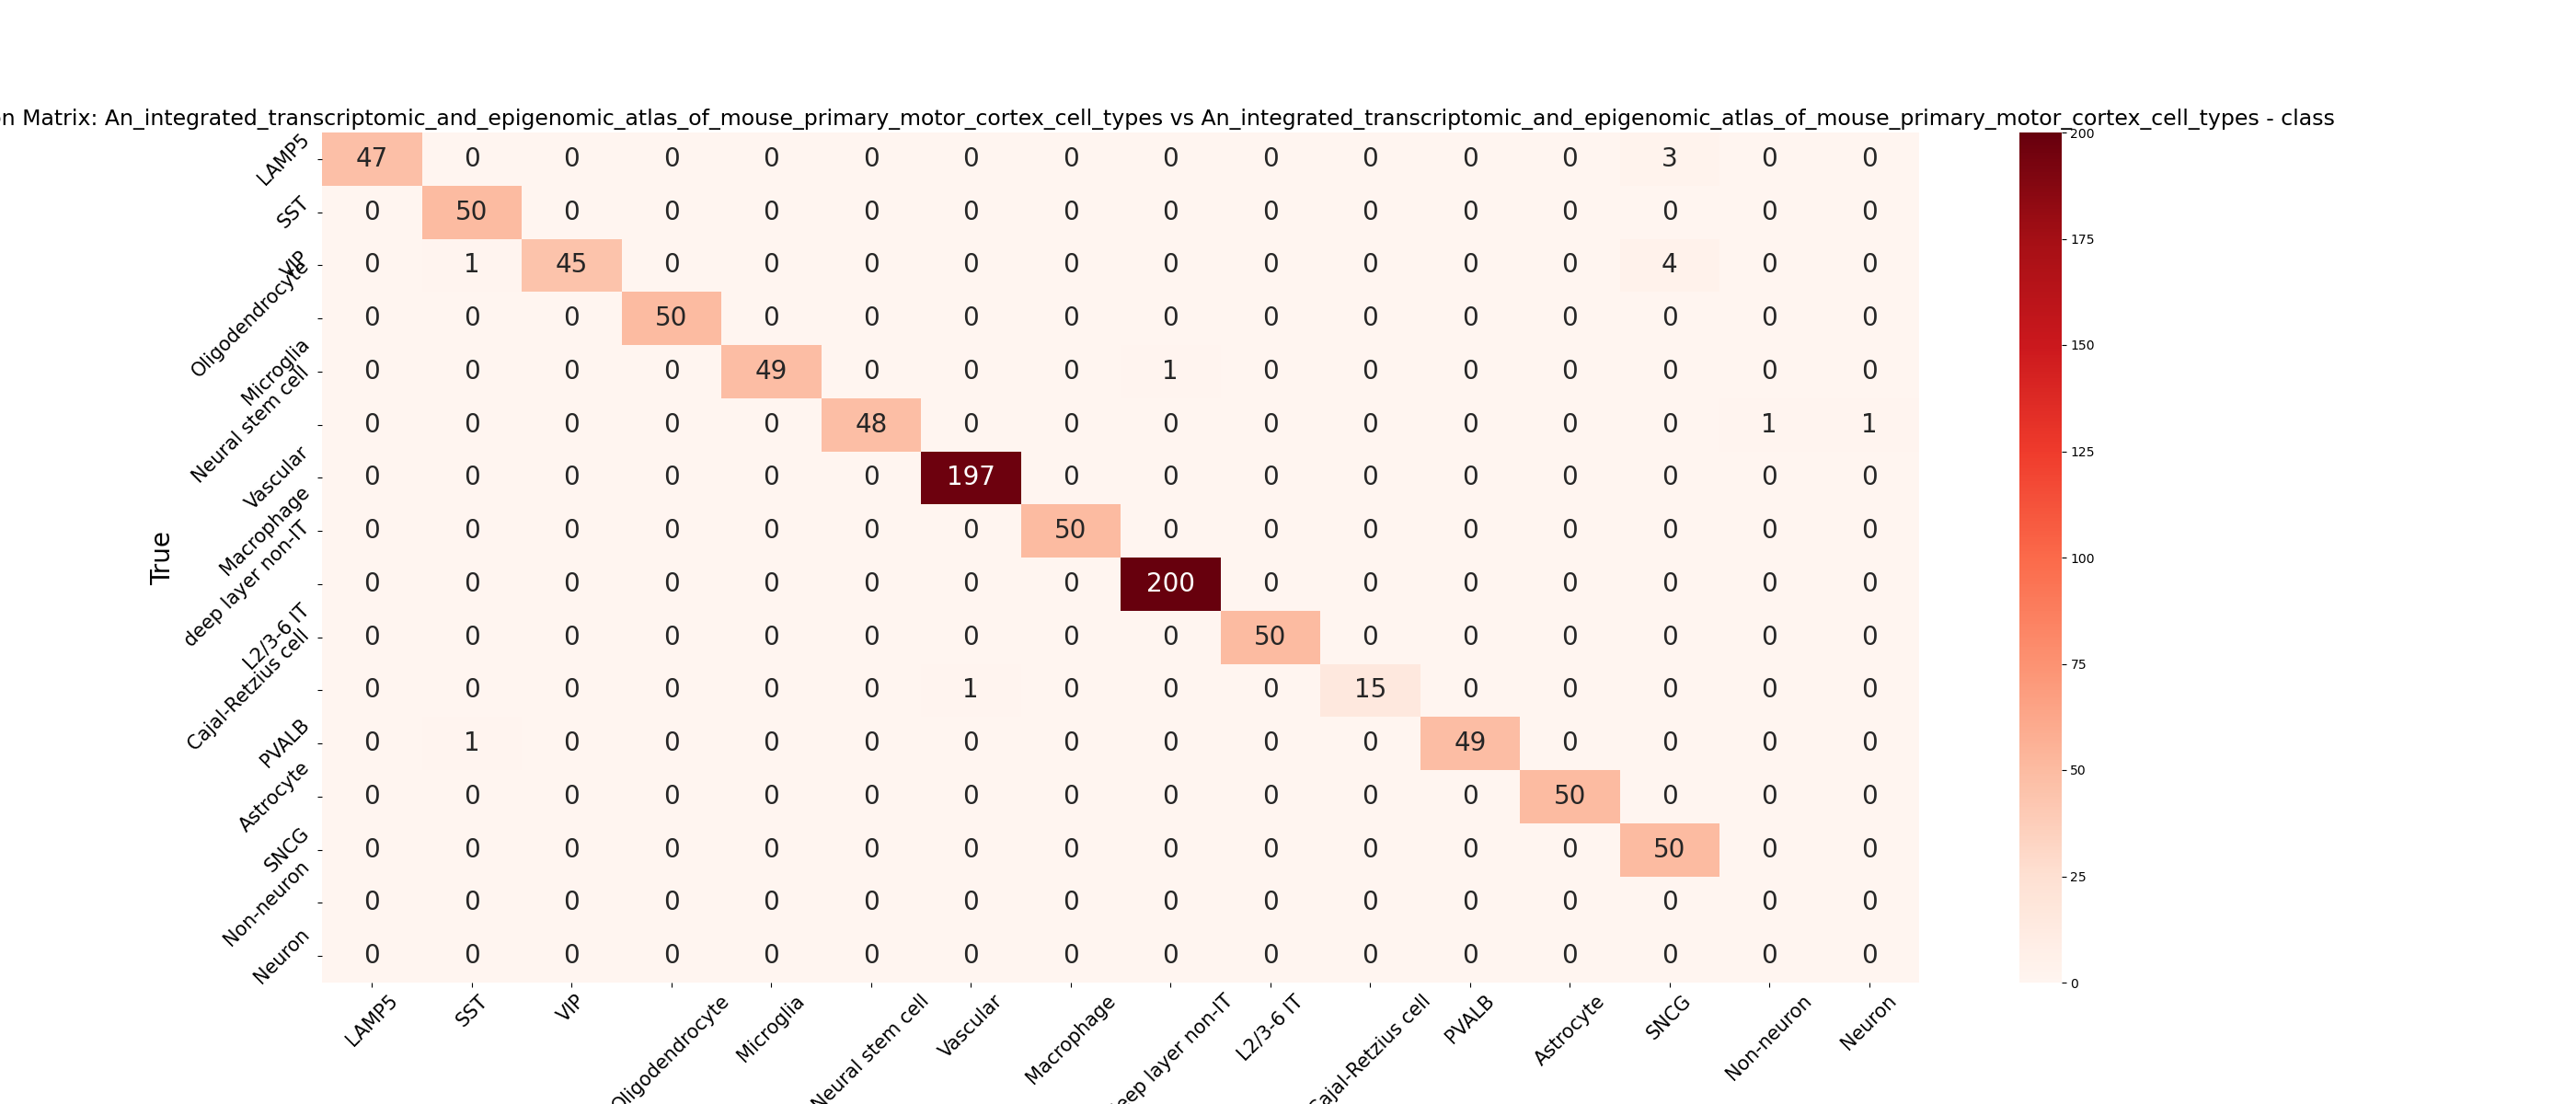 n Matrix: An_integrated_transcriptomic_and_epigenomic_atlas_of_mouse_primary_motor_cortex_cell_types vs An_integrated_transcriptomic_and_epigenomic_atlas_of_mouse_primary_motor_cortex_cell_types - class
LAMP5 47 0 0 0 0 0 0 0 0 0 0 0 0 3 0 0
SST 0 50 0 0 0 0 0 0 0 0 0 0 0 0 0 0
VIP 0 1 45 0 0 0 0 0 0 0 0 0 0 4 0 0
Oligodendrocyte 0 0 0 50 0 0 0 0 0 0 0 0 0 0 0 0
Microglia 0 0 0 0 49 0 0 0 1 0 0 0 0 0 0 0
Neural stem cell 0 0 0 0 0 48 0 0 0 0 0 0 0 0 1 1
Vascular 0 0 0 0 0 0 197 0 0 0 0 0 0 0 0 0
Macrophage 0 0 0 0 0 0 0 50 0 0 0 0 0 0 0 0
deep layer non-IT 0 0 0 0 0 0 0 0 200 0 0 0 0 0 0 0
L2/3-6 IT 0 0 0 0 0 0 0 0 0 50 0 0 0 0 0 0
Cajal-Retzius cell 0 0 0 0 0 0 1 0 0 0 15 0 0 0 0 0
PVALB 0 1 0 0 0 0 0 0 0 0 0 49 0 0 0 0
Astrocyte 0 0 0 0 0 0 0 0 0 0 0 0 50 0 0 0
SNCG 0 0 0 0 0 0 0 0 0 0 0 0 0 50 0 0
Non-neuron 0 0 0 0 0 0 0 0 0 0 0 0 0 0 0 0
Neuron 0 0 0 0 0 0 0 0 0 0 0 0 0 0 0 0
True
LAMP5
SST
VIP
Oligodendrocyte
Microglia
Neural stem cell
Vascular
Macrophage
eep layer non-IT
L2/3-6 IT
Cajal-Retzius cell
PVALB
Astrocyte
SNCG
Non-neuron
Neuron
200
175
150
125
100
75
50
25
0